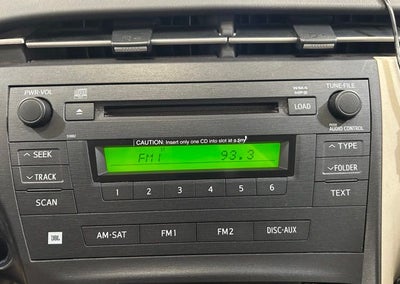 PWR•VOL
TUNE•FILE
LOAD
AUDIO CONTROL
CAUTION: Insert only one CD into slot at a time
FM1 93.3
∧ SEEK
∧ TYPE
∨ TRACK
∨ FOLDER
1 2 3 4 5 6
SCAN
TEXT
JBL
AM•SAT
FM1
FM2
DISC•AUX